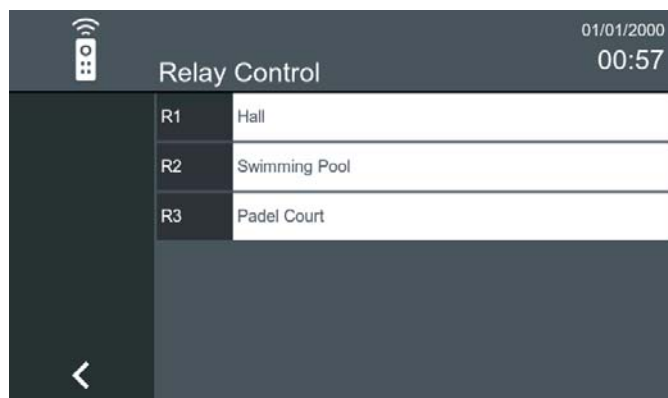 01/01/2000
00:57
Relay Control
R1 Hall
R2 Swimming Pool
R3 Padel Court